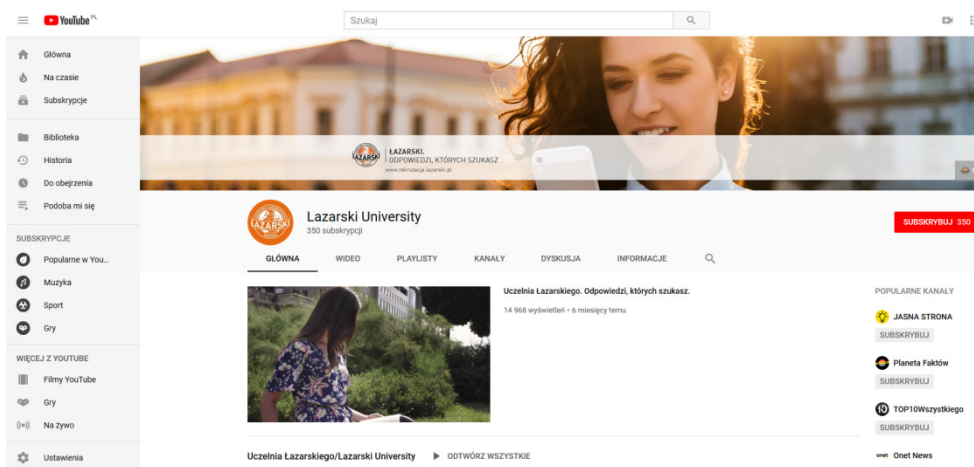 YouTube PL
Szukaj
Główna
Na czasie
Subskrypcje
Biblioteka
Historia
Do obejrzenia
Podoba mi się
SUBSKRYPCJE
Popularne w You...
Muzyka
Sport
Gry
WIĘCEJ Z YOUTUBE
Filmy YouTube
Gry
Na żywo
Ustawienia
ŁAZARSKI
ŁAZARSKI.
ODPOWIEDZI, KTÓRYCH SZUKASZ
www.rekrutacja.lazarski.pl
ŁAZARSKI
Lazarski University
350 subskrypcji
SUBSKRYBUJ 350
GŁÓWNA WIDEO PLAYLISTY KANAŁY DYSKUSJA INFORMACJE
Uczelnia Łazarskiego. Odpowiedzi, których szukasz.
14 968 wyświetleń • 6 miesięcy temu
Uczelnia Łazarskiego/Lazarski University ODTWÓRZ WSZYSTKIE
POPULARNE KANAŁY
JASNA STRONA
SUBSKRYBUJ
Planeta Faktów
SUBSKRYBUJ
10 TOP10Wszystkiego
SUBSKRYBUJ
onet Onet News